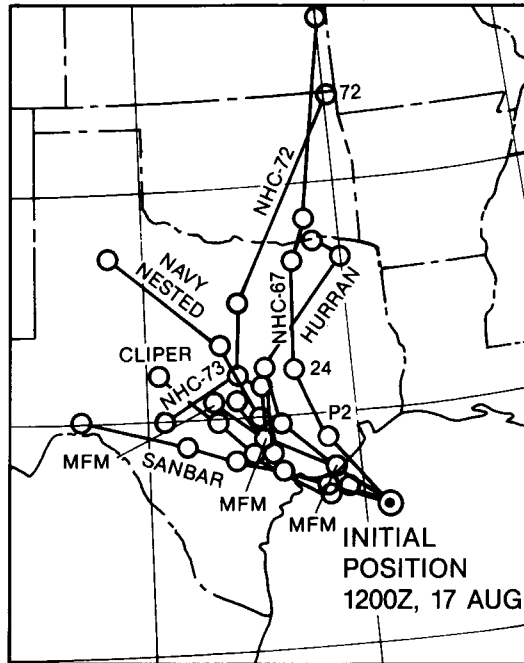 72
NHC-72
NAVY
NESTED
NHC-67
HURRAN
CLIPER
NHC-73
24
P2
MFM
SANBAR
MFM
MFM
INITIAL
POSITION
1200Z, 17 AUG